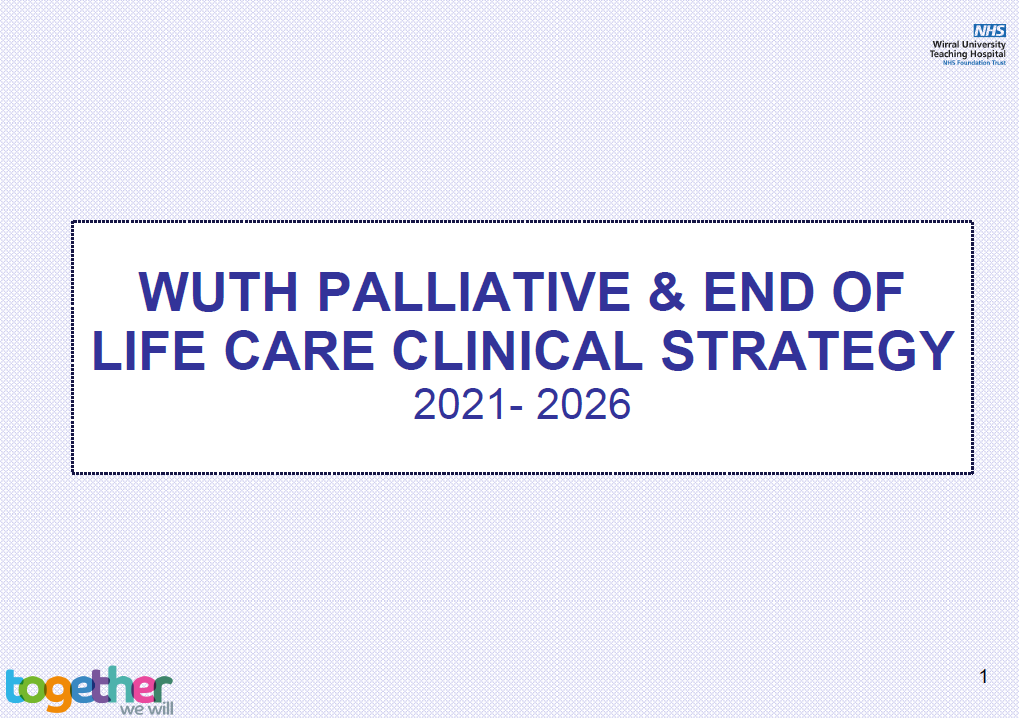 NHS
Wirral University
Teaching Hospital
NHS Foundation Trust
WUTH PALLIATIVE & END OF
LIFE CARE CLINICAL STRATEGY
2021- 2026
together
we will
1